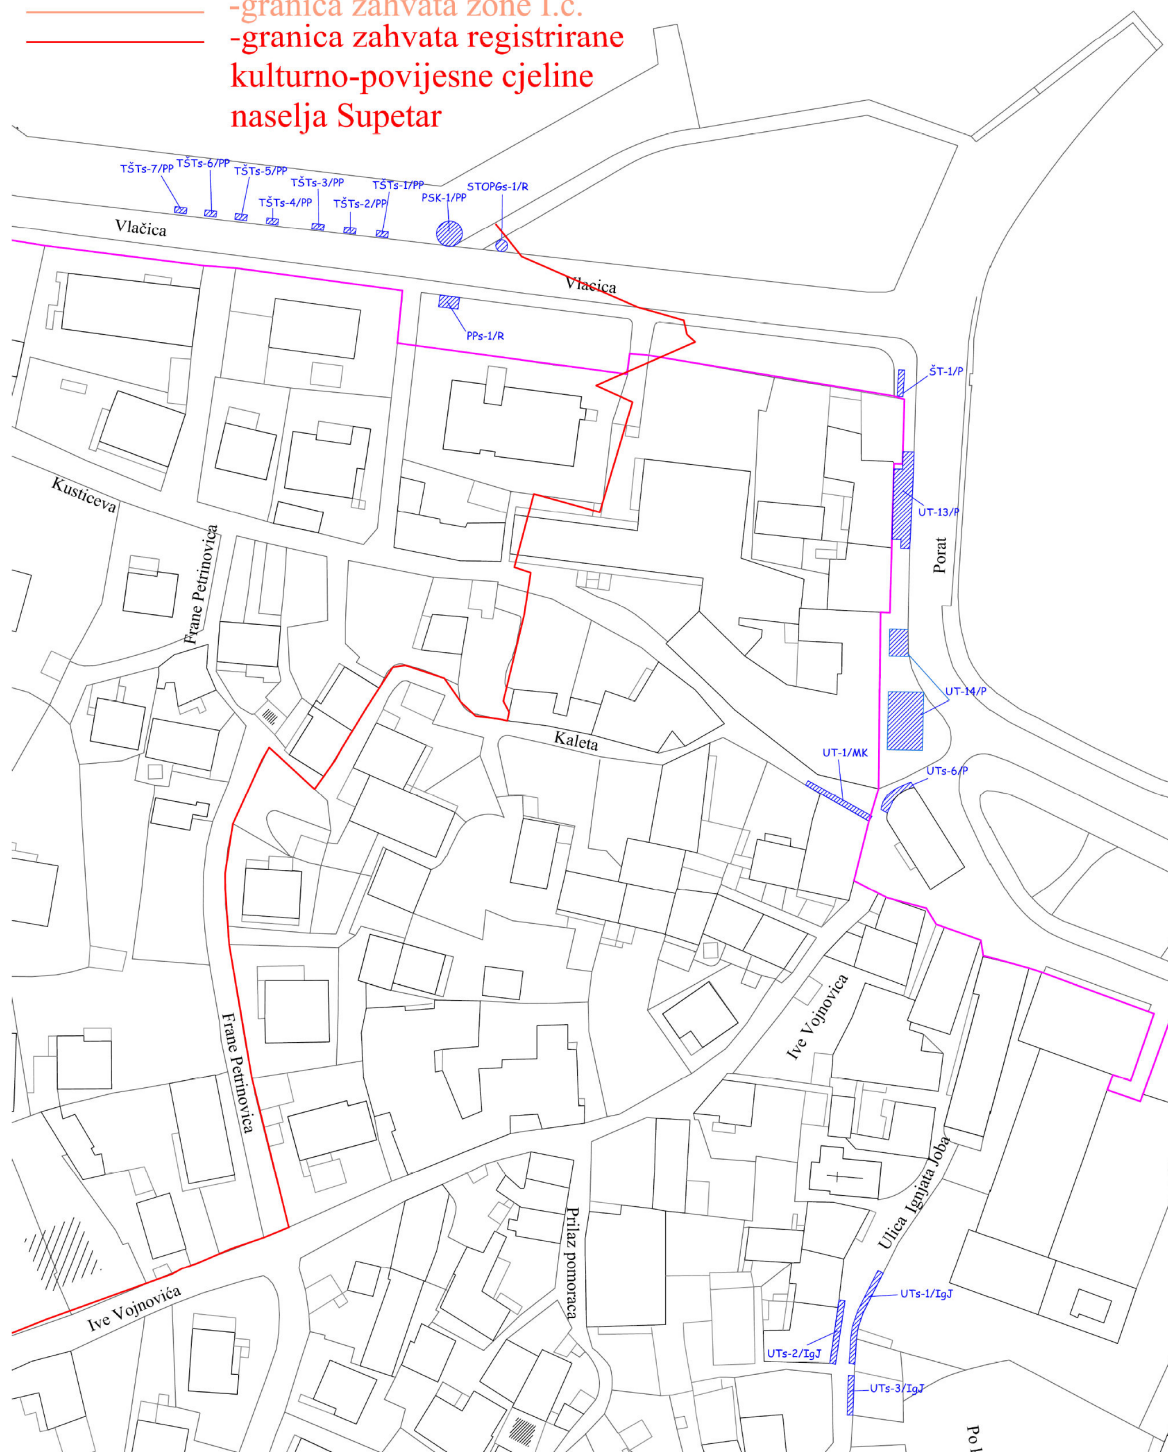 -granica zahvata zone I.c.
-granica zahvata registrirane
kulturno-povijesne cjeline
naselja Supetar
TŠTs-7/PP
TŠTs-6/PP
TŠTs-5/PP
TŠTs-4/PP
TŠTs-3/PP
TŠTs-2/PP
TŠTs-1/PP
PSK-1/PP
STOPGs-1/R
Vlačica
Vlacica
PPs-1/R
ŠT-1/P
Kusticeva
UT-13/P
Frane Petrinovica
Porat
UT-14/P
Kaleta
UT-1/MK
UTs-6/P
Ive Vojnovica
Frane Petrinovica
Ulica Ignjata Joba
Prilaz pomoraca
Ive Vojnovića
UTs-1/IgJ
UTs-2/IgJ
UTs-3/IgJ